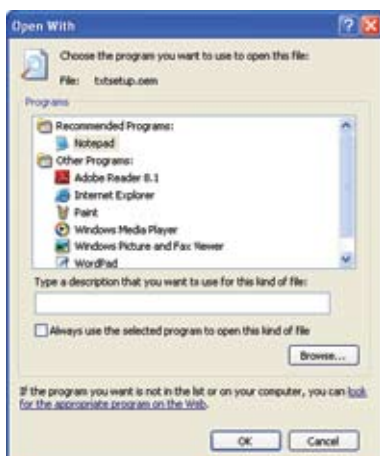 Open With
Choose the program you want to use to open this file:
File: txtsetup.oem
Programs
Recommended Programs:
Notepad
Other Programs:
Adobe Reader 8.1
Internet Explorer
Paint
Windows Media Player
Windows Picture and Fax Viewer
WordPad
Type a description that you want to use for this kind of file:
Always use the selected program to open this kind of file
Browse...
If the program you want is not in the list or on your computer, you can look
for the appropriate program on the Web.
OK Cancel